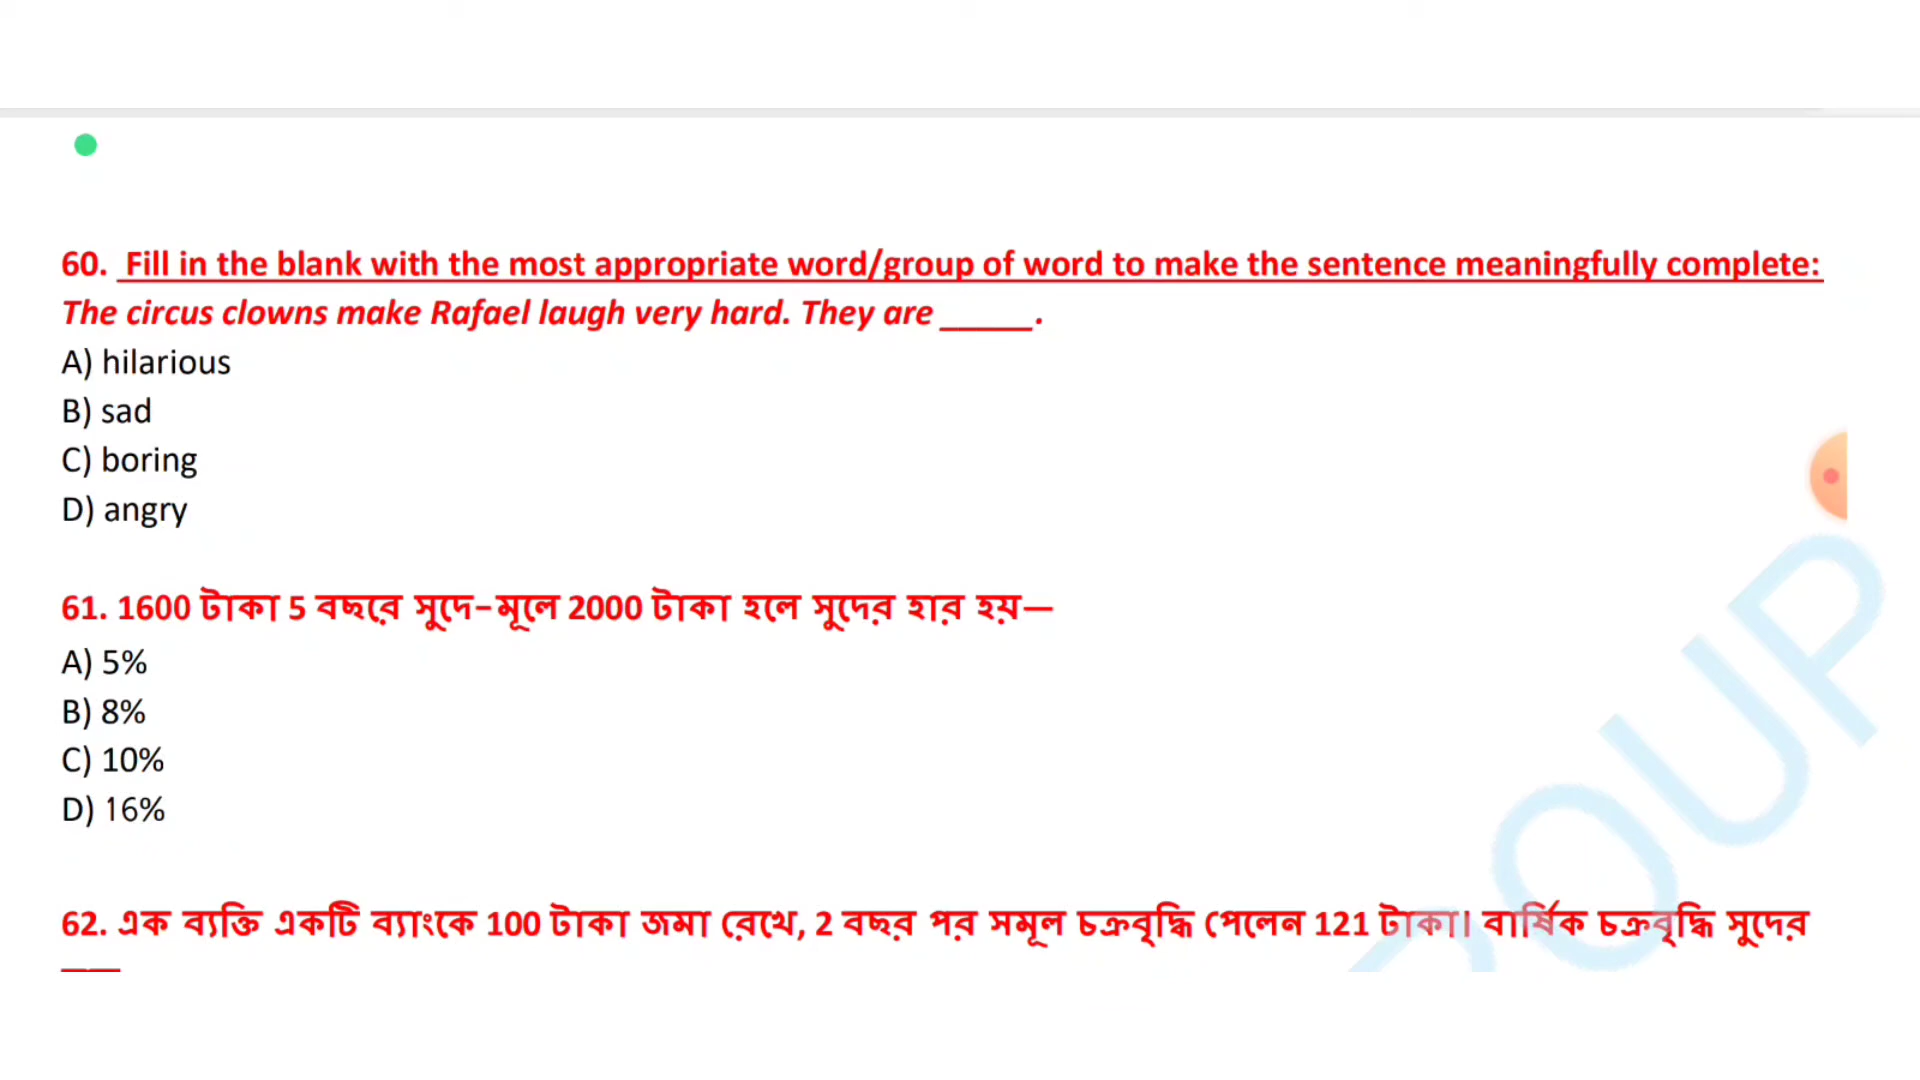 60. Fill in the blank with the most appropriate word/group of word to make the sentence meaningfully complete:
The circus clowns make Rafael laugh very hard. They are _____.
A) hilarious
B) sad
C) boring
D) angry
61. 1600 টাকা 5 বছরে সুদে-মূলে 2000 টাকা হলে সুদের হার হয়—
A) 5%
B) 8%
C) 10%
D) 16%
62. এক ব্যক্তি একটি ব্যাংকে 100 টাকা জমা রেখে, 2 বছর পর সমূল চক্রবৃদ্ধি পেলেন 121 টাকা। বার্ষিক চক্রবৃদ্ধি সুদের